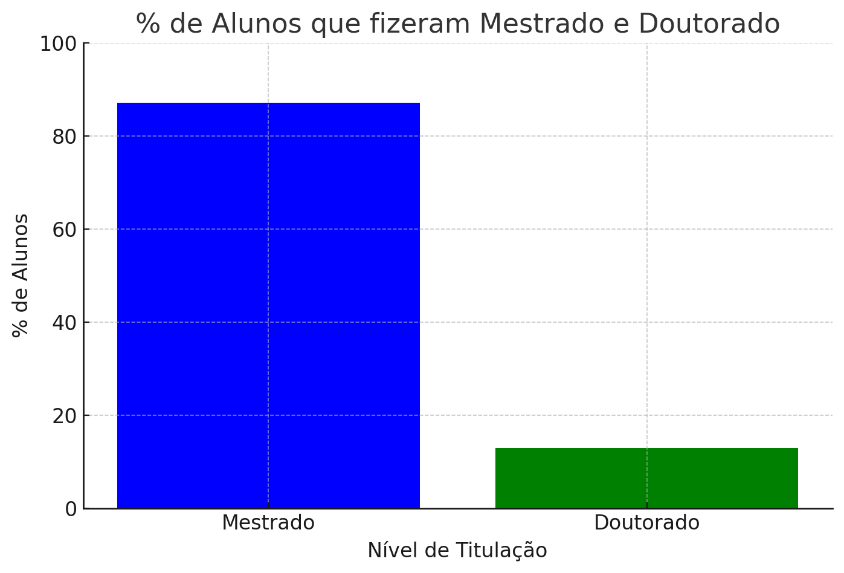 % de Alunos que fizeram Mestrado e Doutorado
100
80
60
40
20
0
% de Alunos
Mestrado
Doutorado
Nível de Titulação